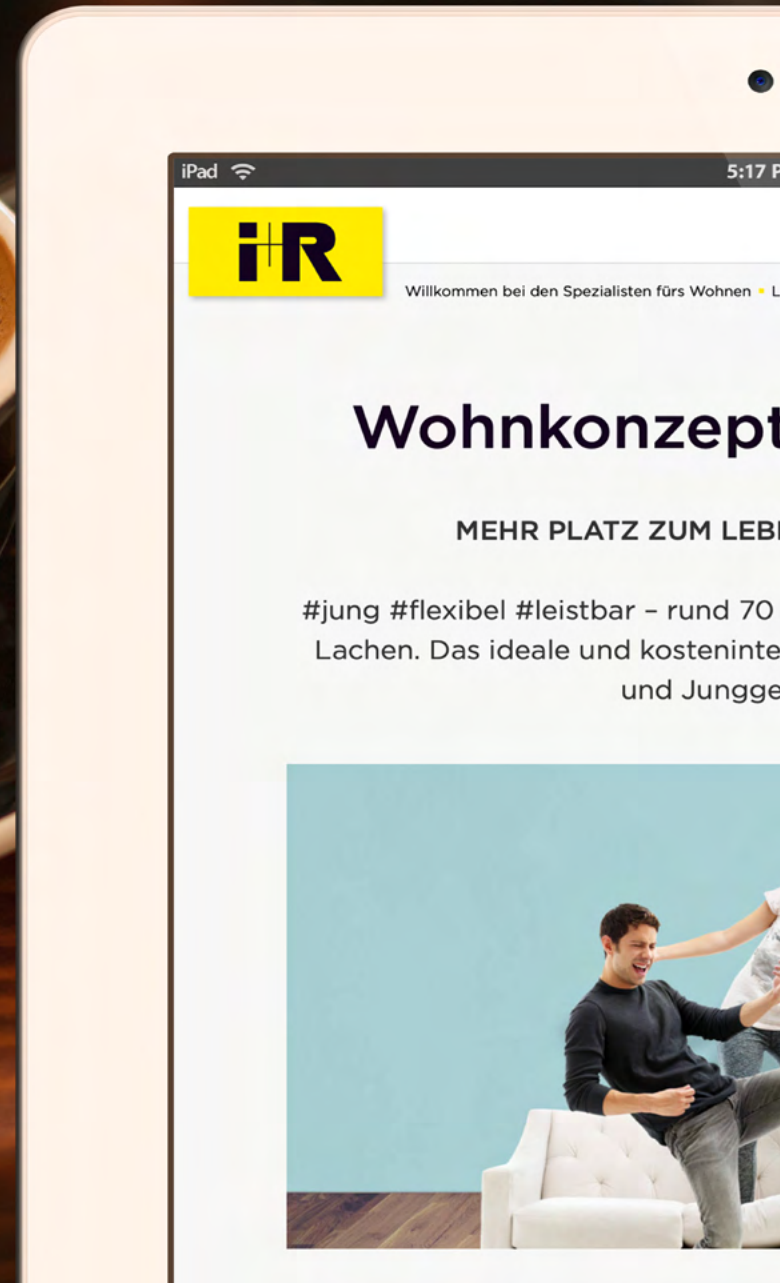 iPad
5:17 P
i+R
Willkommen bei den Spezialisten fürs Wohnen • L
Wohnkonzept
MEHR PLATZ ZUM LEB
#jung #flexibel #leistbar – rund 70
Lachen. Das ideale und kosteninte
und Jungge